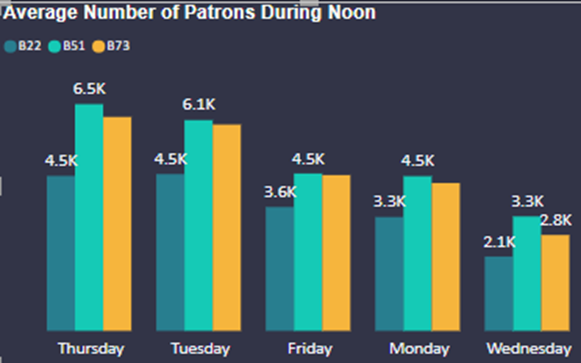 Average Number of Patrons During Noon
B22 B51 B73
6.5K
6.1K
4.5K 4.5K 4.5K 4.5K
3.6K 3.3K 3.3K
2.8K
2.1K
Thursday Tuesday Friday Monday Wednesday